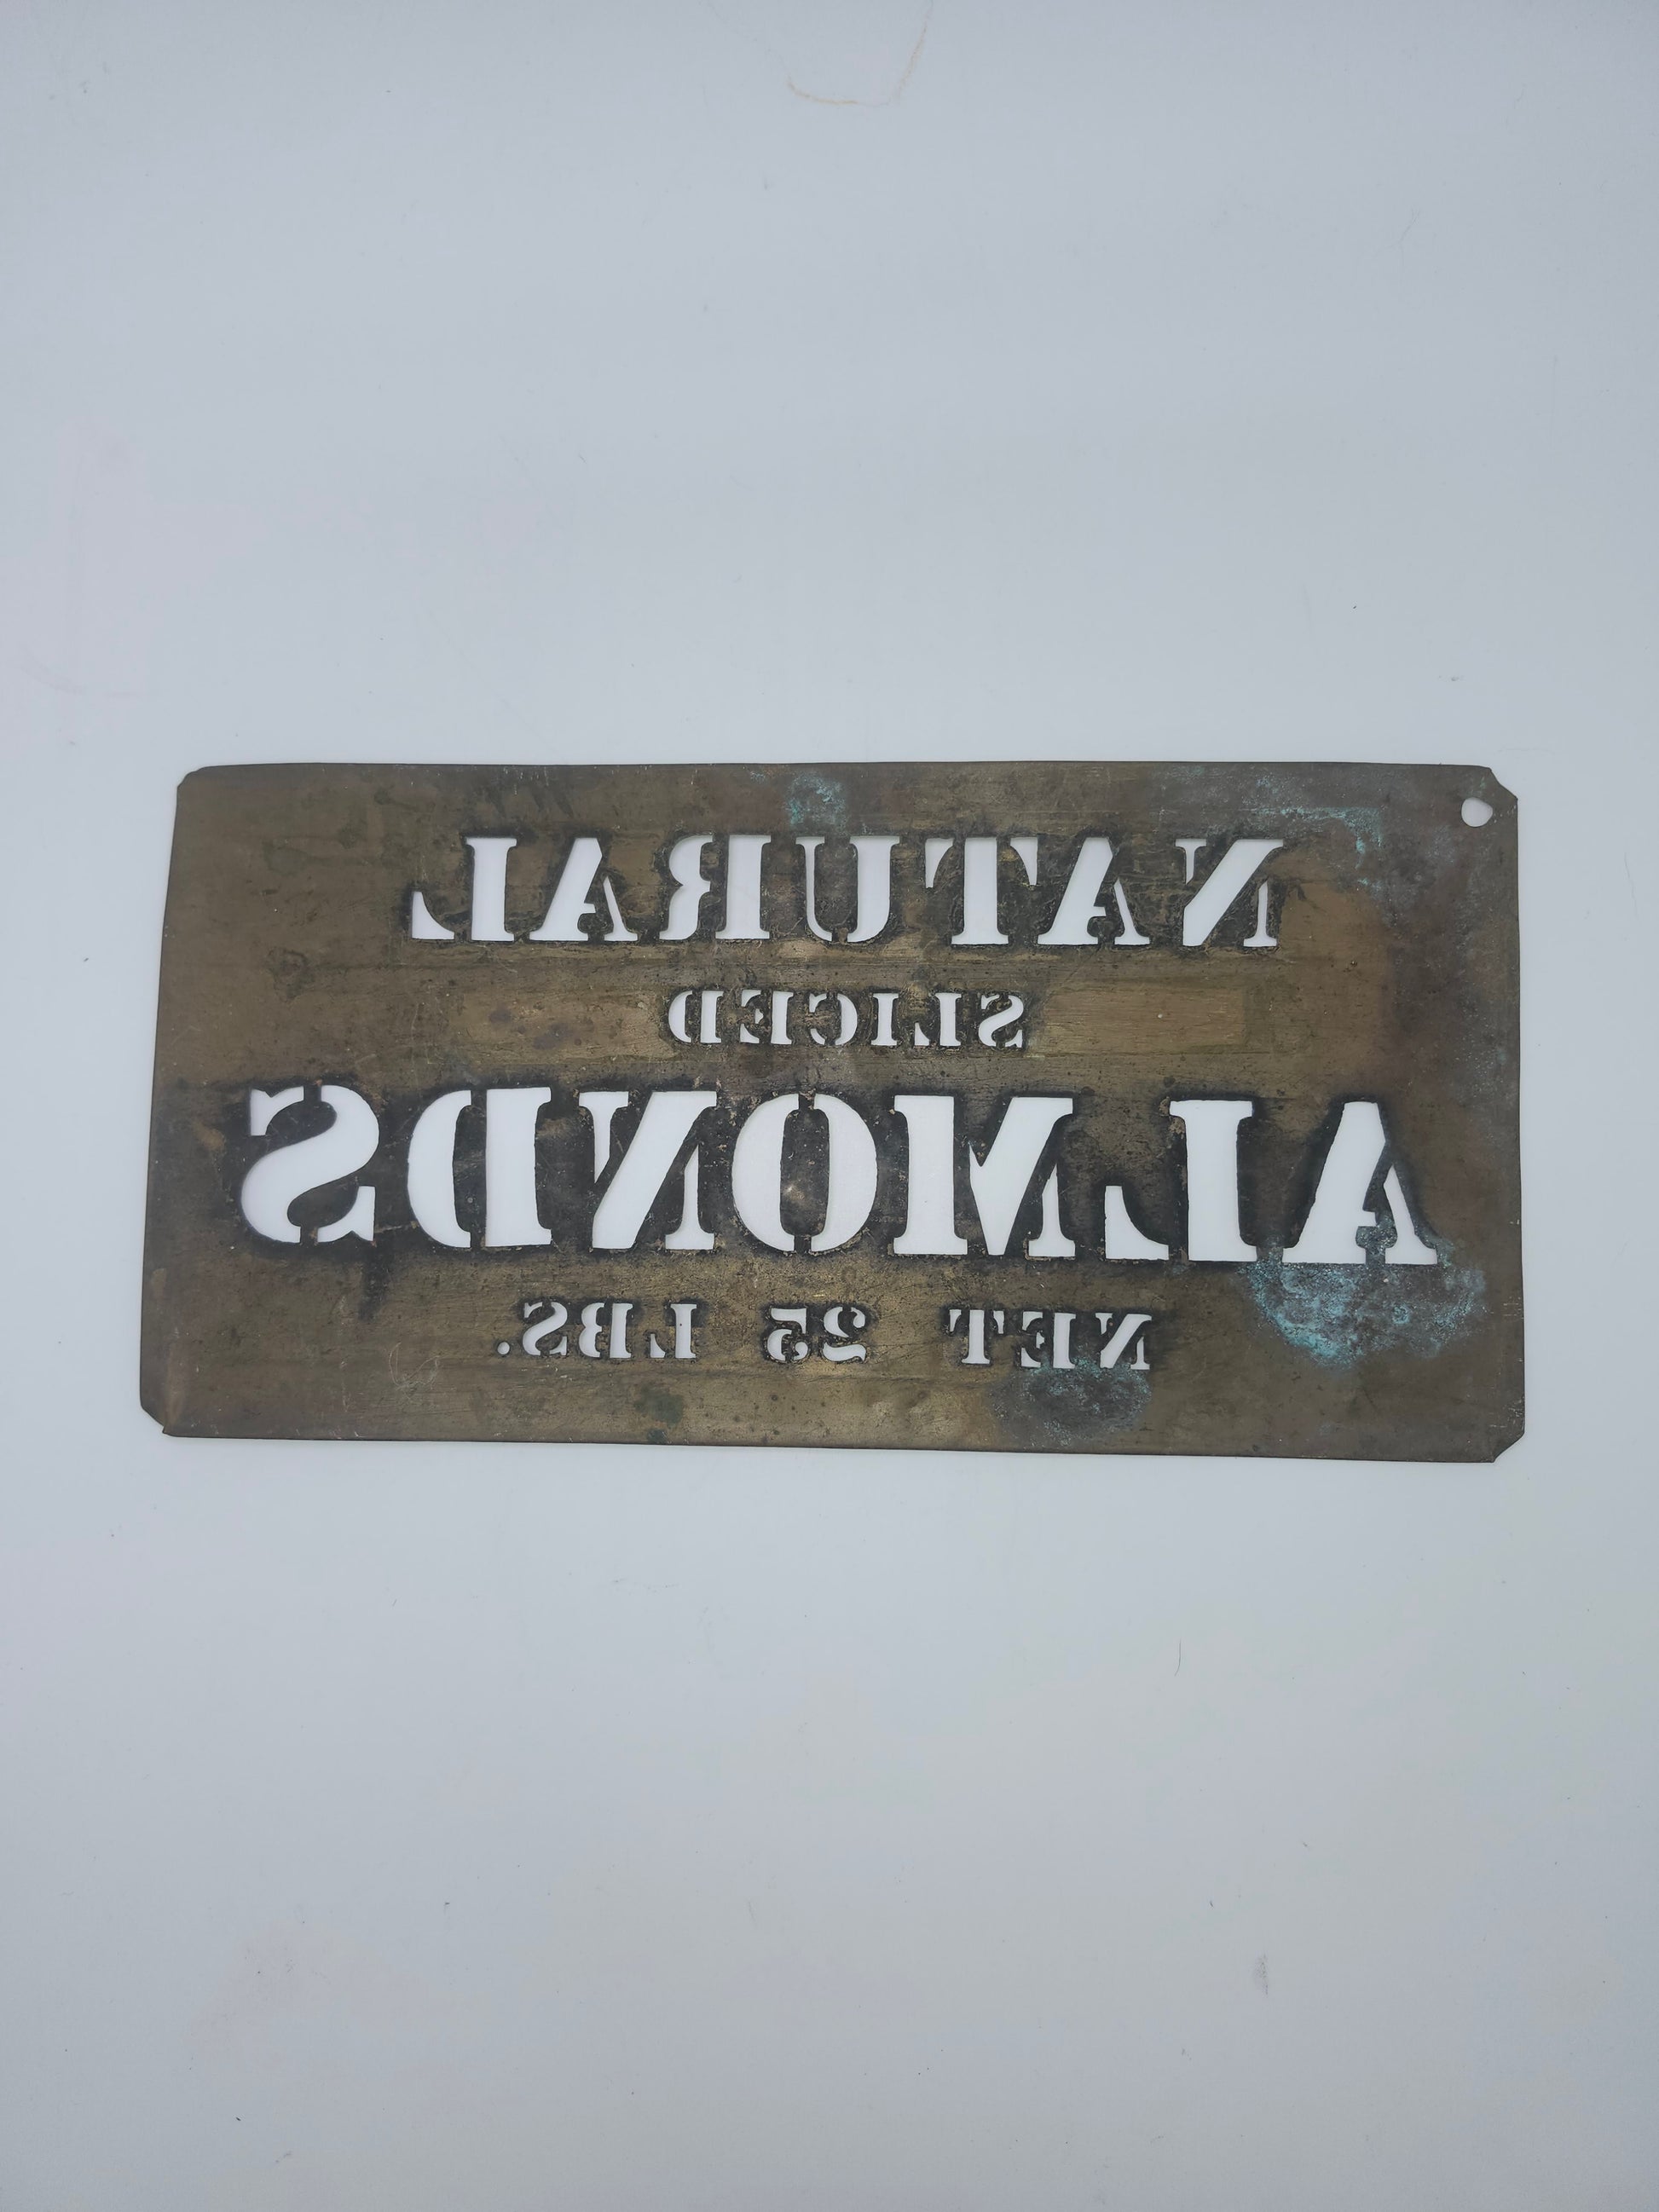 NATURAL
SLICED
ALMONDS
NET 25 LBS.